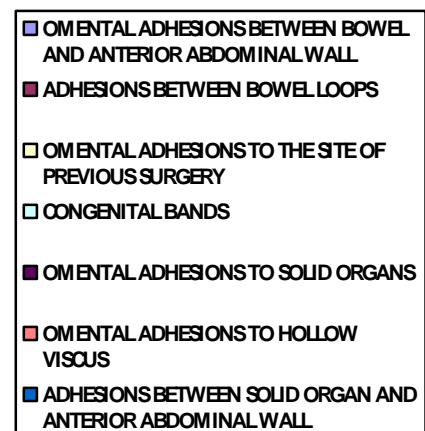 OMENTAL ADHESIONS BETWEEN BOWEL
AND ANTERIOR ABDOMINAL WALL
ADHESIONS BETWEEN BOWEL LOOPS
OMENTAL ADHESIONS TO THE SITE OF
PREVIOUS SURGERY
CONGENITAL BANDS
OMENTAL ADHESIONS TO SOLID ORGANS
OMENTAL ADHESIONS TO HOLLOW
VISCUS
ADHESIONS BETWEEN SOLID ORGAN AND
ANTERIOR ABDOMINAL WALL